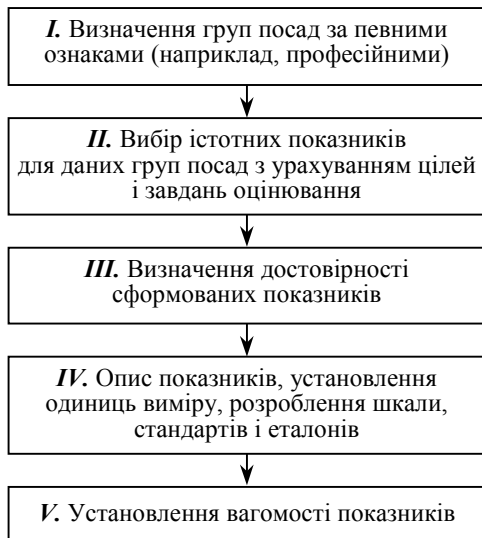 I. Визначення груп посад за певними
ознаками (наприклад, професійними)
II. Вибір істотних показників
для даних груп посад з урахуванням цілей
і завдань оцінювання
III. Визначення достовірності
сформованих показників
IV. Опис показників, установлення
одиниць виміру, розроблення шкали,
стандартів і еталонів
V. Установлення вагомості показників